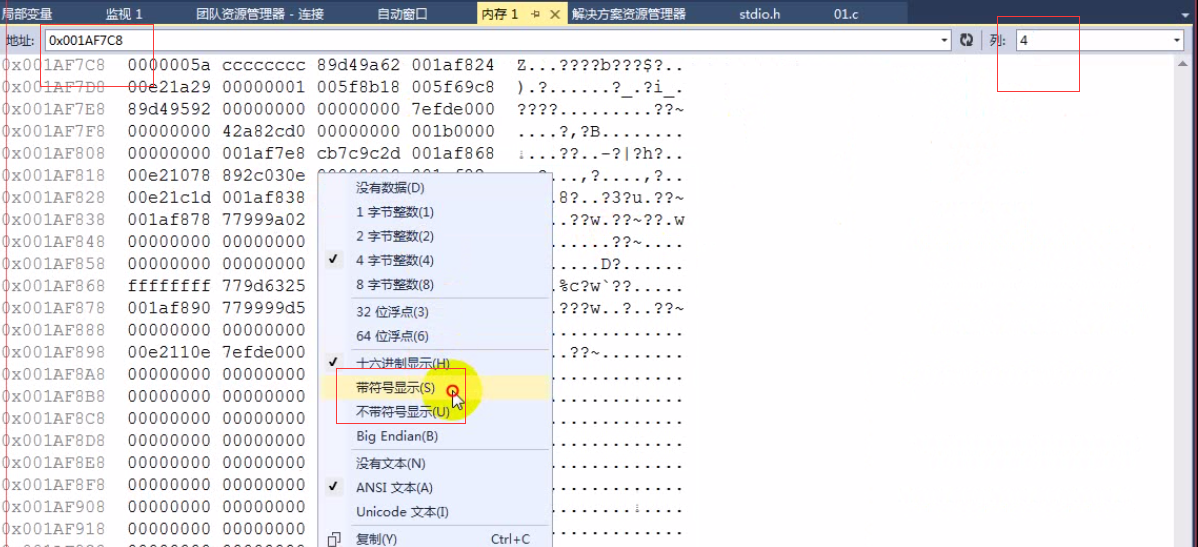 局部变量 监视 1 团队资源管理器 - 连接 自动窗口 内存 1 解决方案资源管理器 stdio.h 01.c
地址: 0x001AF7C8 列: 4
0x001AF7C8 0000005a cccccccc 89d49a62 001af824 Z...????b???$?..
0x001AF7D8 00e21a29 00000001 005f8b18 005f69c8 ).?......?_.?i_.
0x001AF7E8 89d49592 00000000 00000000 7efde000 ????.........??~
0x001AF7F8 00000000 42a82cd0 00000000 001b0000 ....?,?B........
0x001AF808 00000000 001af7e8 cb7c9c2d 001af868 ....??..-?|?h?..
0x001AF818 00e21078 892c030e
0x001AF828 00e21c1d 001af838 .8?..?3?u.??~
0x001AF838 001af878 77999a02 ..??w.??~??.w
0x001AF848 00000000 00000000 ......??~....
0x001AF858 00000000 00000000 .....D?......
0x001AF868 ffffffff 779d6325 .%c?w`??.....
0x001AF878 001af890 779999d5 .???w..?..??~
0x001AF888 00000000 00000000 .............
0x001AF898 00e2110e 7efde000 ..??~........
0x001AF8A8 00000000 00000000 .............
0x001AF8B8 00000000 00000000 .............
0x001AF8C8 00000000 00000000 .............
0x001AF8D8 00000000 00000000 .............
0x001AF8E8 00000000 00000000 .............
0x001AF8F8 00000000 00000000 .............
0x001AF908 00000000 00000000
0x001AF918 00000000 00000000 .............
没有数据(D)
1 字节整数(1)
2 字节整数(2)
4 字节整数(4)
8 字节整数(8)
32 位浮点(3)
64 位浮点(6)
十六进制显示(H)
带符号显示(S)
不带符号显示(U)
Big Endian(B)
没有文本(N)
ANSI 文本(A)
Unicode 文本(I)
复制(Y) Ctrl+C